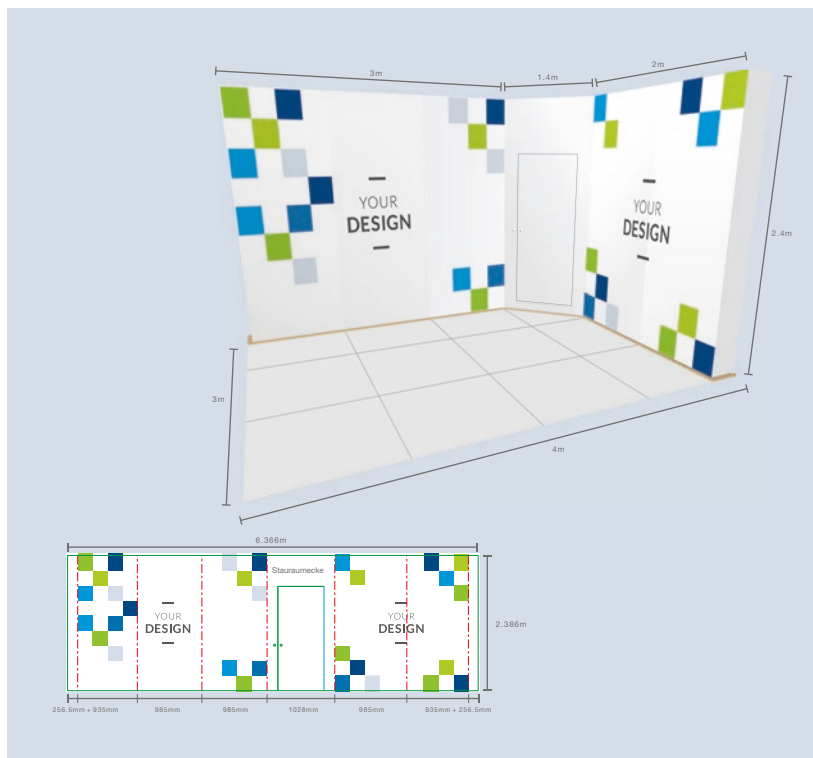 3m
1.4m
2m
YOUR
DESIGN
YOUR
DESIGN
2.4m
3m
4m
6.366m
Stauraumecke
YOUR
DESIGN
YOUR
DESIGN
2.386m
256.5mm + 935mm
985mm
985mm
1028mm
985mm
935mm + 256.5mm